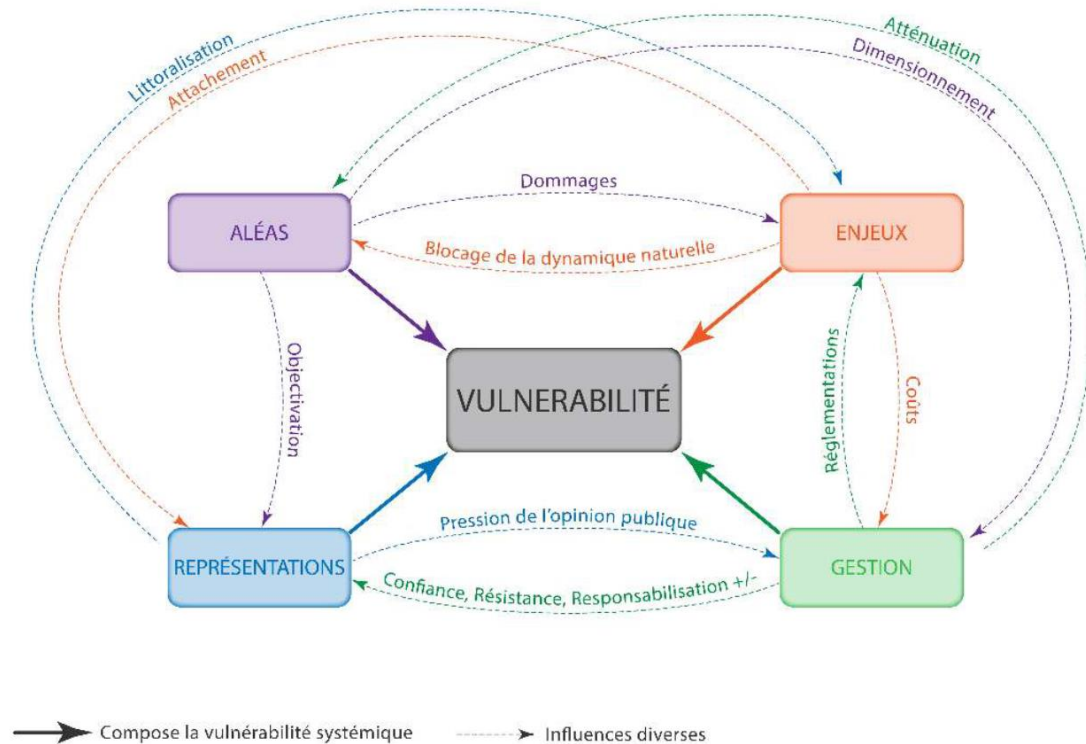 Littoralisation
Attachement
Atténuation
Dimensionnement
Dommages
ALÉAS
ENJEUX
Blocage de la dynamique naturelle
Objectivation
VULNERABILITÉ
Réglementations
Coûts
Pression de l'opinion publique
REPRÉSENTATIONS
GESTION
Confiance, Résistance, Responsabilisation +/-
Compose la vulnérabilité systémique
Influences diverses